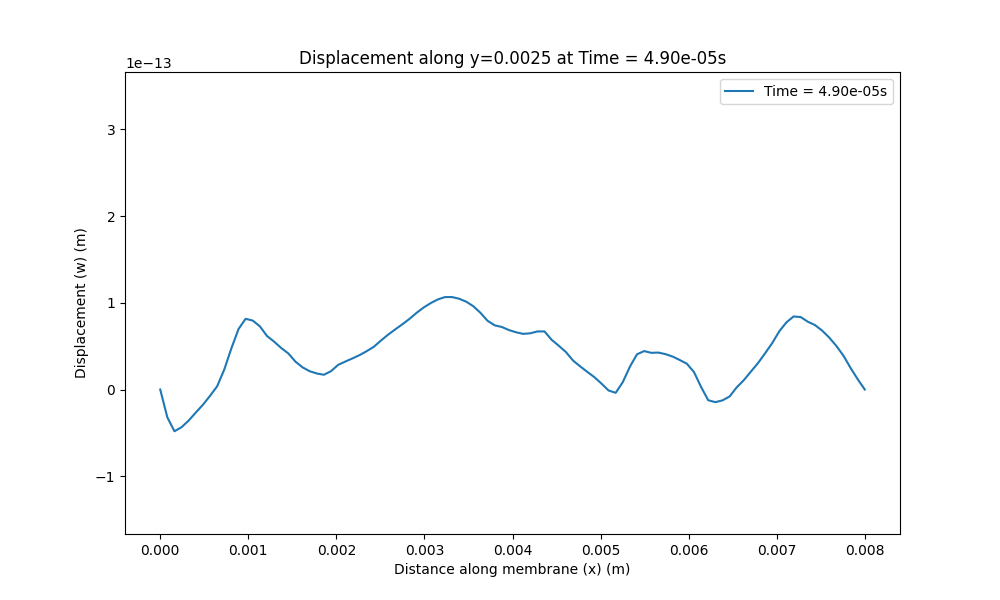 Displacement along y=0.0025 at Time = 4.90e-05s
1e−13
Time = 4.90e-05s
3
2
1
0
−1
Displacement (w) (m)
0.000 0.001 0.002 0.003 0.004 0.005 0.006 0.007 0.008
Distance along membrane (x) (m)